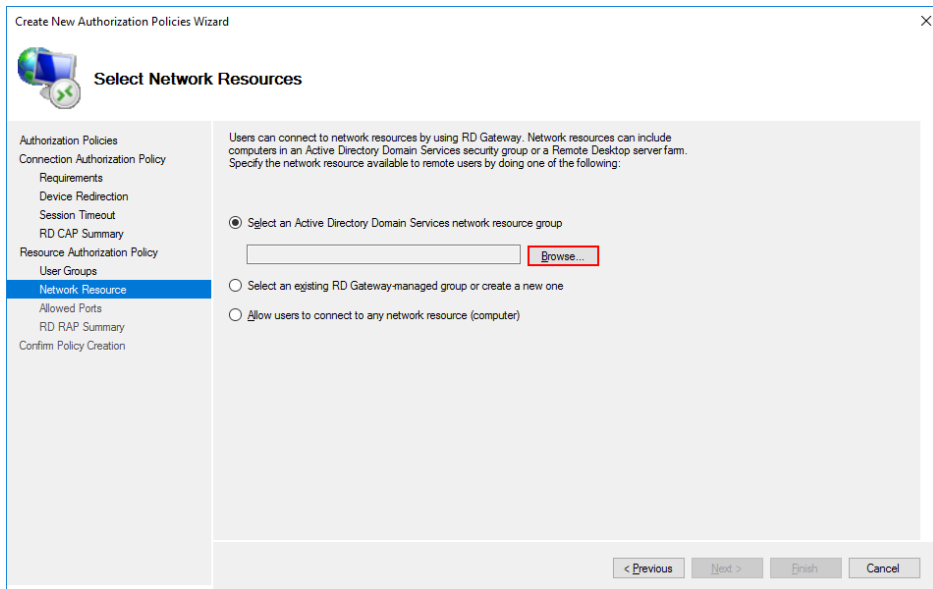 Create New Authorization Policies Wizard
Select Network Resources
Authorization Policies
Connection Authorization Policy
Requirements
Device Redirection
Session Timeout
RD CAP Summary
Resource Authorization Policy
User Groups
Network Resource
Allowed Ports
RD RAP Summary
Confirm Policy Creation
Users can connect to network resources by using RD Gateway. Network resources can include
computers in an Active Directory Domain Services security group or a Remote Desktop server farm.
Specify the network resource available to remote users by doing one of the following:
Select an Active Directory Domain Services network resource group
Browse...
Select an existing RD Gateway-managed group or create a new one
Allow users to connect to any network resource (computer)
< Previous
Next >
Finish
Cancel